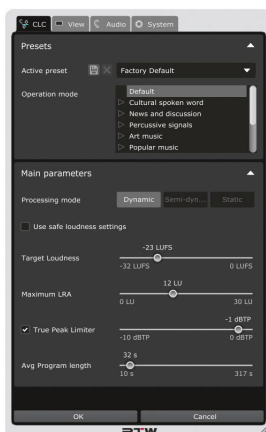 CLC View Audio System
Presets
Active preset Factory Default
Operation mode Default
Cultural spoken word
News and discussion
Percussive signals
Art music
Popular music
Main parameters
Processing mode Dynamic Semi-dyn... Static
Use safe loudness settings
-23 LUFS
Target Loudness
-32 LUFS 0 LUFS
12 LU
Maximum LRA
0 LU 30 LU
-1 dBTP
True Peak Limiter
-10 dBTP 0 dBTP
32 s
Avg Program length
10 s 317 s
OK Cancel
RTW